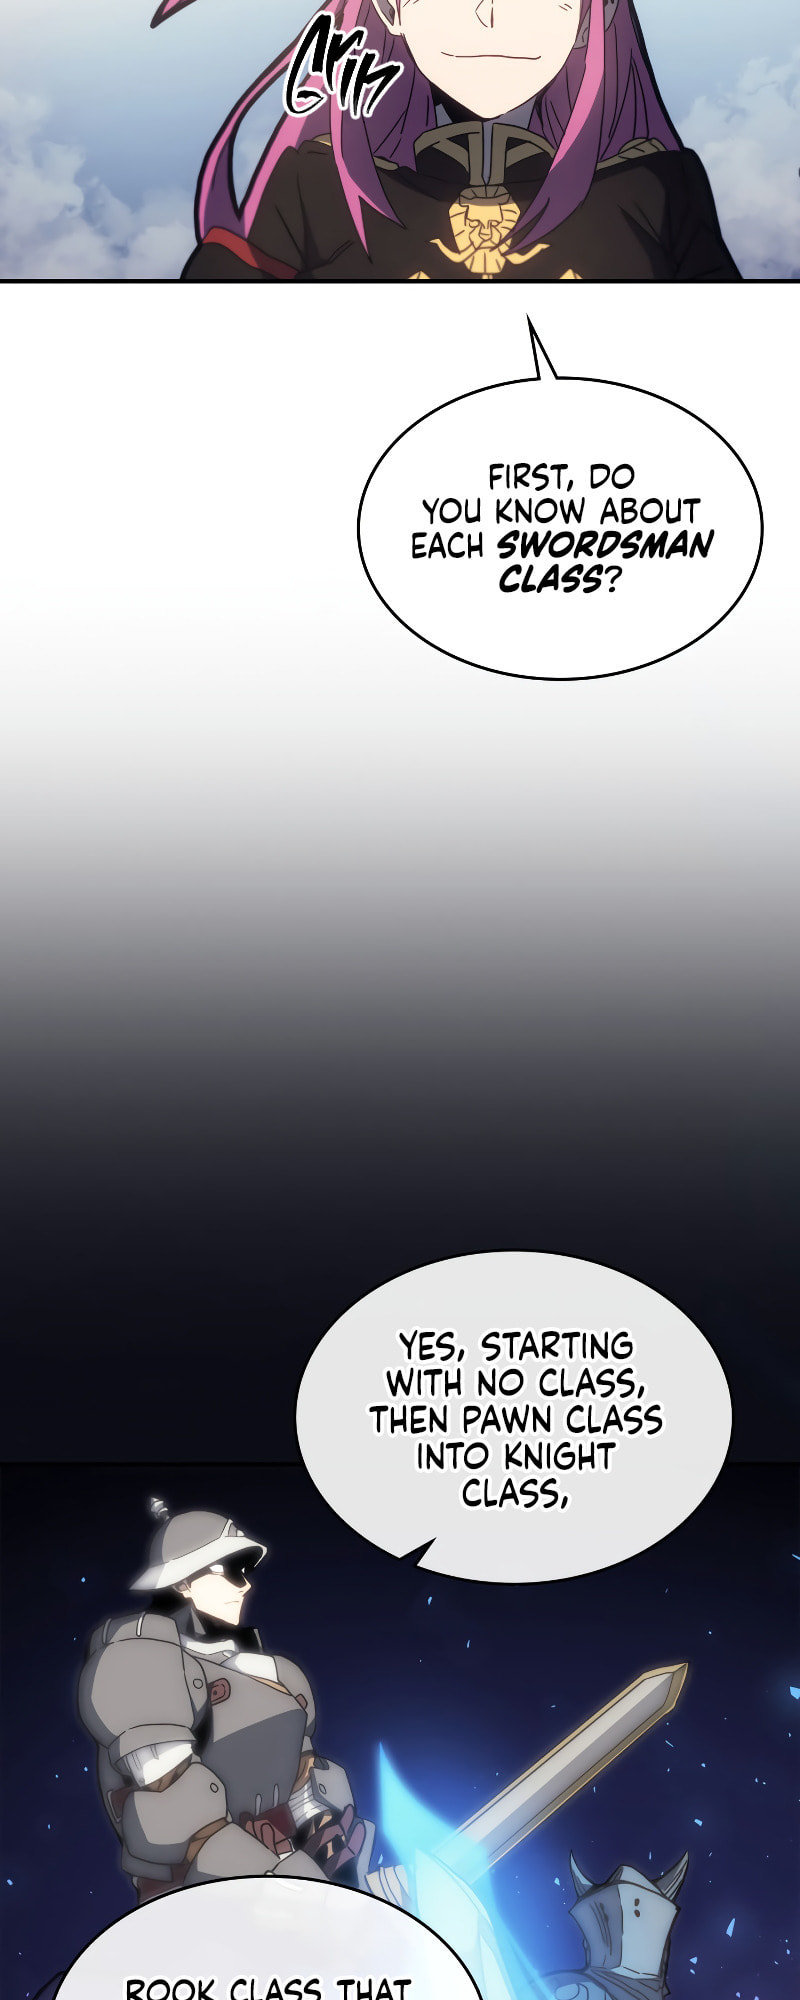 GRIN
FIRST, DO
YOU KNOW ABOUT
EACH SWORDSMAN
CLASS?
YES, STARTING
WITH NO CLASS,
THEN PAWN CLASS
INTO KNIGHT
CLASS,
ROOK CLASS THAT